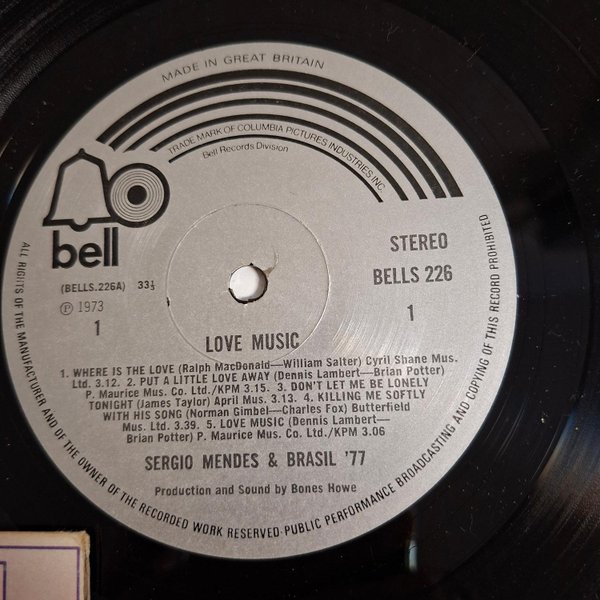 MADE IN GREAT BRITAIN
TRADE MARK OF COLUMBIA PICTURES INDUSTRIES INC.
Bell Records Division
bell
STEREO
(BELLS.226A) 33⅓
BELLS 226
℗ 1973
1
1
LOVE MUSIC
1. WHERE IS THE LOVE (Ralph MacDonald—William Salter) Cyril Shane Mus.
Ltd. 3.12. 2. PUT A LITTLE LOVE AWAY (Dennis Lambert—Brian Potter)
P. Maurice Mus. Co. Ltd./KPM 3.15. 3. DON'T LET ME BE LONELY
TONIGHT (James Taylor) April Mus. 3.13. 4. KILLING ME SOFTLY
WITH HIS SONG (Norman Gimbel—Charles Fox) Butterfield
Mus. Ltd. 3.39. 5. LOVE MUSIC (Dennis Lambert—
Brian Potter) P. Maurice Mus. Co. Ltd./KPM 3.06
SERGIO MENDES & BRASIL '77
Production and Sound by Bones Howe
ALL RIGHTS OF THE MANUFACTURER AND OF THE OWNER OF THE RECORDED WORK RESERVED·PUBLIC PERFORMANCE BROADCASTING AND COPYING OF THIS RECORD PROHIBITED